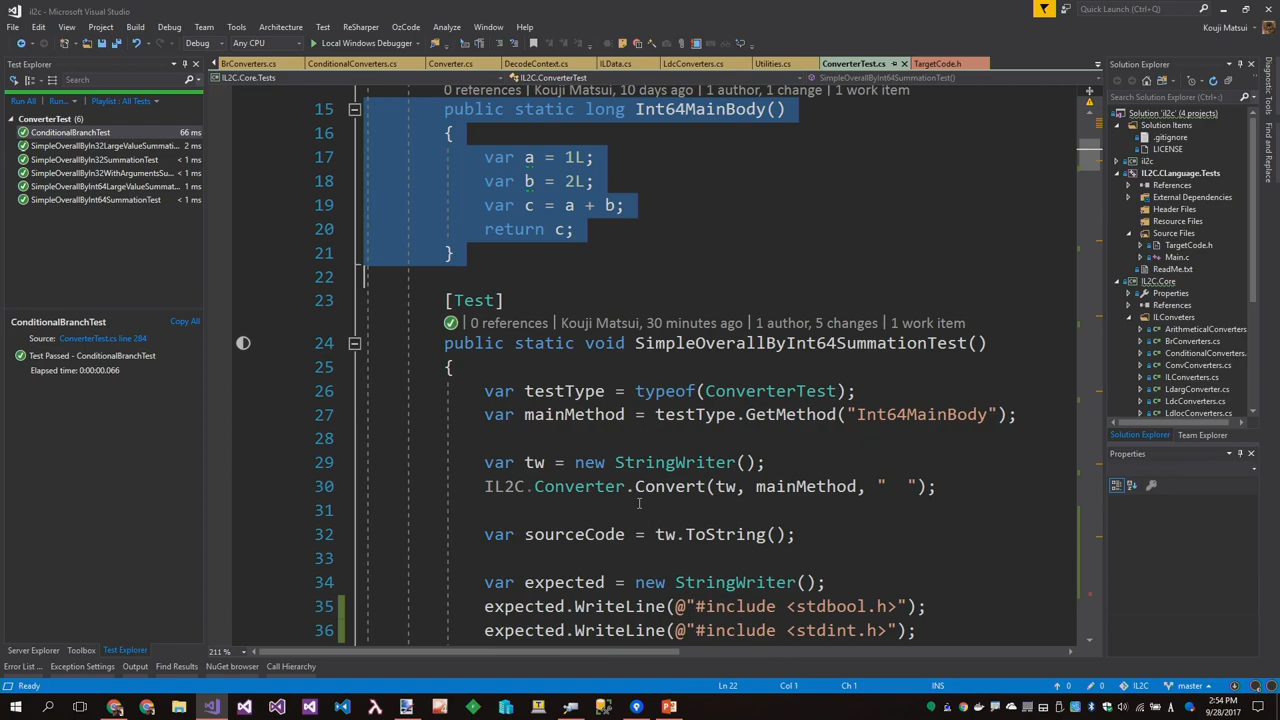 il2c - Microsoft Visual Studio
Quick Launch (Ctrl+Q)
File Edit View Project Build Debug Team Tools Test ReSharper OzCode Analyze Window Help
Kouji Matsui
Debug Any CPU Local Windows Debugger
Test Explorer
Search
Run All Run... Playlist : All Tests
ConverterTest
ConditionalBranchTest 66 ms
SimpleOverallByIn32LargeValueSummati... < 1 ms
SimpleOverallByIn32SummationTest < 1 ms
SimpleOverallByIn32WithArgumentsSu... < 1 ms
SimpleOverallByInt64LargeValueSumma... < 1 ms
SimpleOverallByInt64SummationTest < 1 ms
ConditionalBranchTest Copy All
Source: ConverterTest.cs line 284
Test Passed - ConditionalBranchTest
Elapsed time: 0:00:00.066
Server Explorer Toolbox Test Explorer
BrConverters.cs ConditionalConverters.cs Converter.cs DecodeContext.cs ILData.cs LdcConverters.cs Utilities.cs ConverterTest.cs TargetCode.h
IL2C.Core.Tests IL2C.ConverterTest SimpleOverallByInt64SummationTest()
0 references | Kouji Matsui, 10 days ago | 1 author, 1 change | 1 work item
15 public static long Int64MainBody()
16 {
17 var a = 1L;
18 var b = 2L;
19 var c = a + b;
20 return c;
21 }
22
23 [Test]
0 references | Kouji Matsui, 30 minutes ago | 1 author, 5 changes | 1 work item
24 public static void SimpleOverallByInt64SummationTest()
25 {
26 var testType = typeof(ConverterTest);
27 var mainMethod = testType.GetMethod("Int64MainBody");
28
29 var tw = new StringWriter();
30 IL2C.Converter.Convert(tw, mainMethod, "  ");
31
32 var sourceCode = tw.ToString();
33
34 var expected = new StringWriter();
35 expected.WriteLine(@"#include <stdbool.h>");
36 expected.WriteLine(@"#include <stdint.h>");
211 %
Solution Explorer
Search Solution Explorer (Ctrl+;)
Solution 'il2c' (4 projects)
Solution Items
.gitignore
LICENSE
il2c
IL2C.CLanguage.Tests
References
External Dependencies
Header Files
Resource Files
Source Files
TargetCode.h
Main.c
ReadMe.txt
IL2C.Core
Properties
References
ILConveters
ArithmeticalConverters
BrConverters.cs
ConditionalConverters.
ConvConverters.cs
ILConverters.cs
LdargConverter.cs
LdcConverters.cs
LdlocConverters.cs
Solution Explorer Team Explorer
Properties
Diagnostic Tools
Find Results
Error List ... Exception Settings Output Find Results NuGet browser Call Hierarchy
Ready Ln 22 Col 1 Ch 1 INS 0 0 IL2C master
2:54 PM
9/28/2017